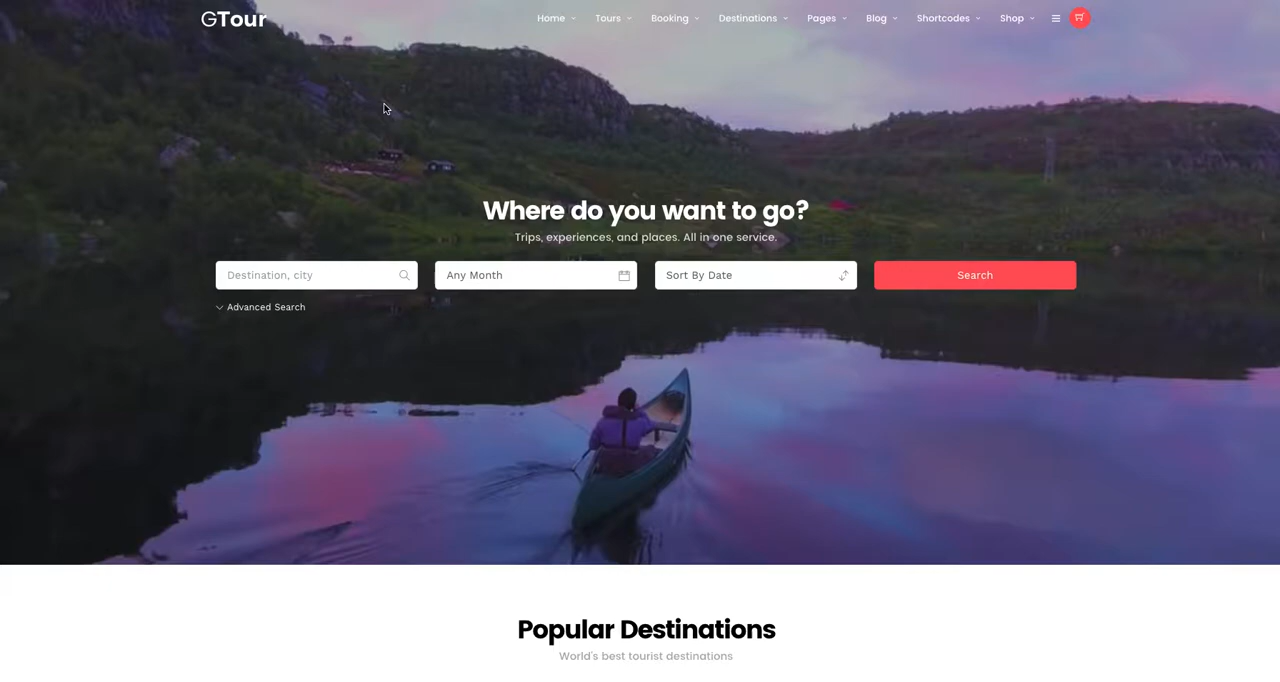 GTour
Home Tours Booking Destinations Pages Blog Shortcodes Shop
Where do you want to go?
Trips, experiences, and places. All in one service.
Destination, city Any Month Sort By Date Search
Advanced Search
Popular Destinations
World's best tourist destinations